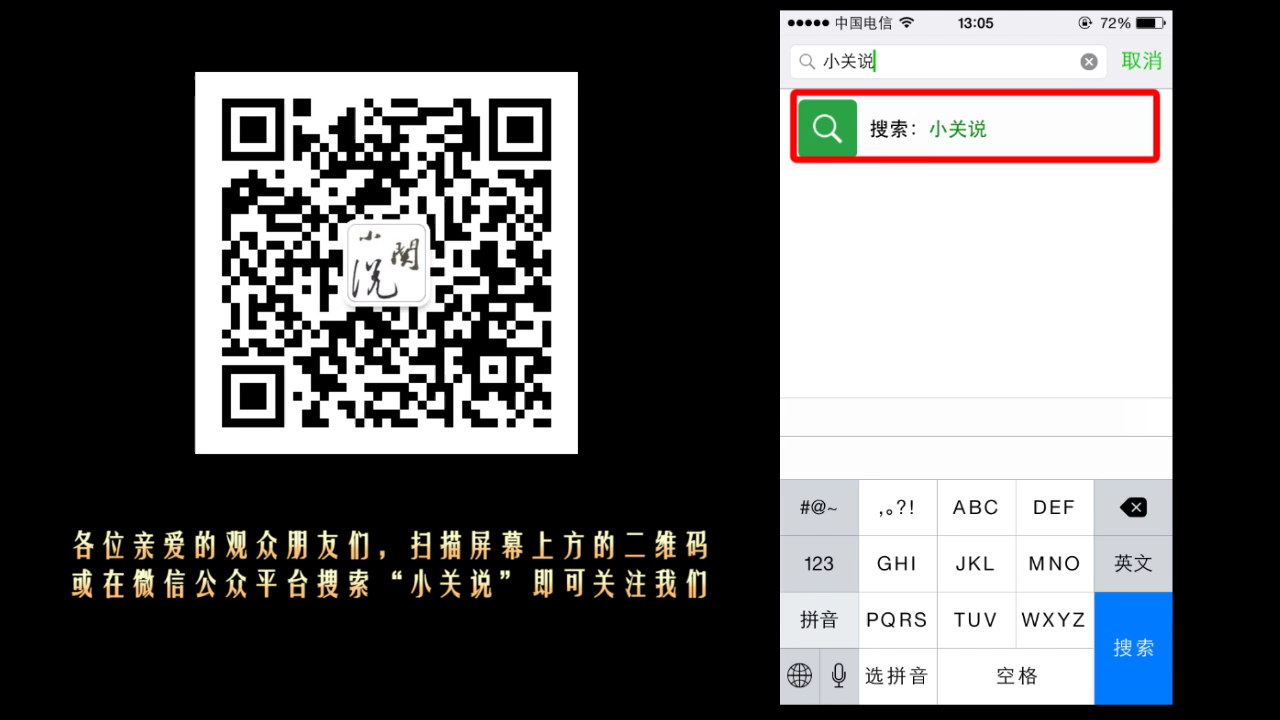 小
関
说
各位亲爱的观众朋友们，扫描屏幕上方的二维码
或在微信公众平台搜索“小关说”即可关注我们
中国电信 13:05 72%
小关说 取消
搜索：小关说
#@~ ,。?! ABC DEF
123 GHI JKL MNO 英文
拼音 PQRS TUV WXYZ
搜索
选拼音 空格